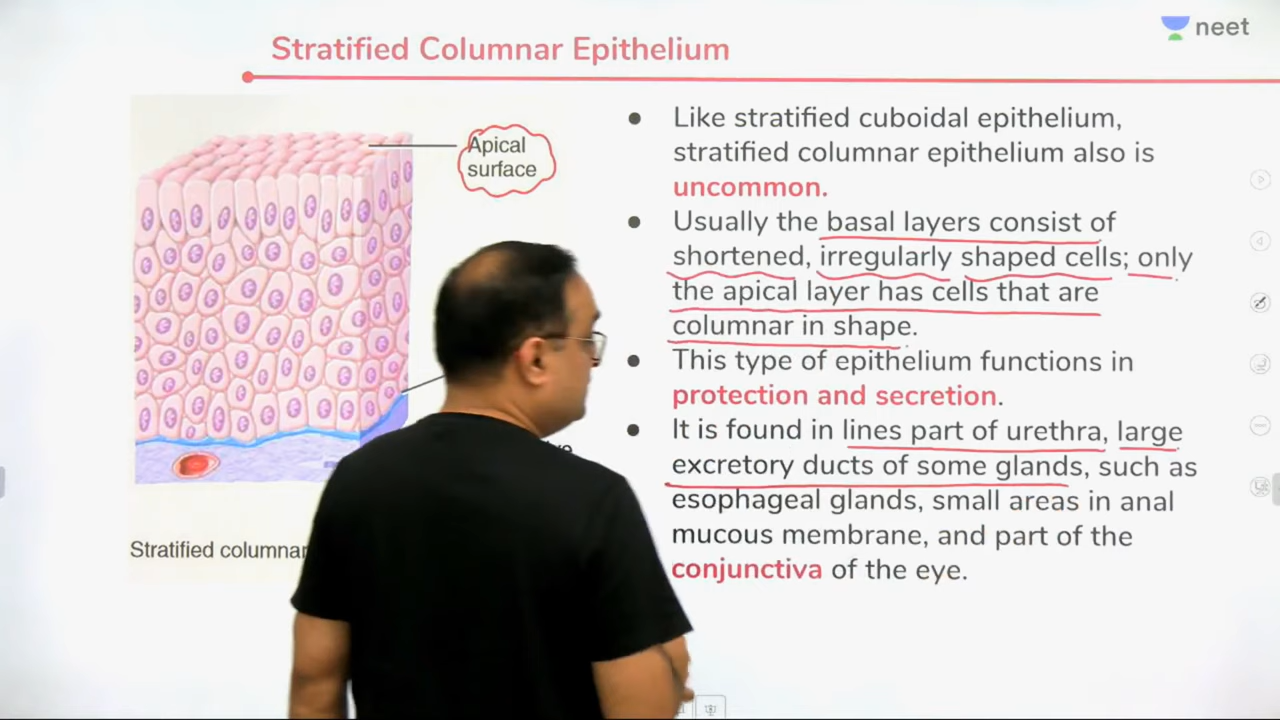 Stratified Columnar Epithelium
neet
Apical
surface
Stratified columnar
Like stratified cuboidal epithelium,
stratified columnar epithelium also is
uncommon.
Usually the basal layers consist of
shortened, irregularly shaped cells; only
the apical layer has cells that are
columnar in shape.
This type of epithelium functions in
protection and secretion.
It is found in lines part of urethra, large
excretory ducts of some glands, such as
esophageal glands, small areas in anal
mucous membrane, and part of the
conjunctiva of the eye.